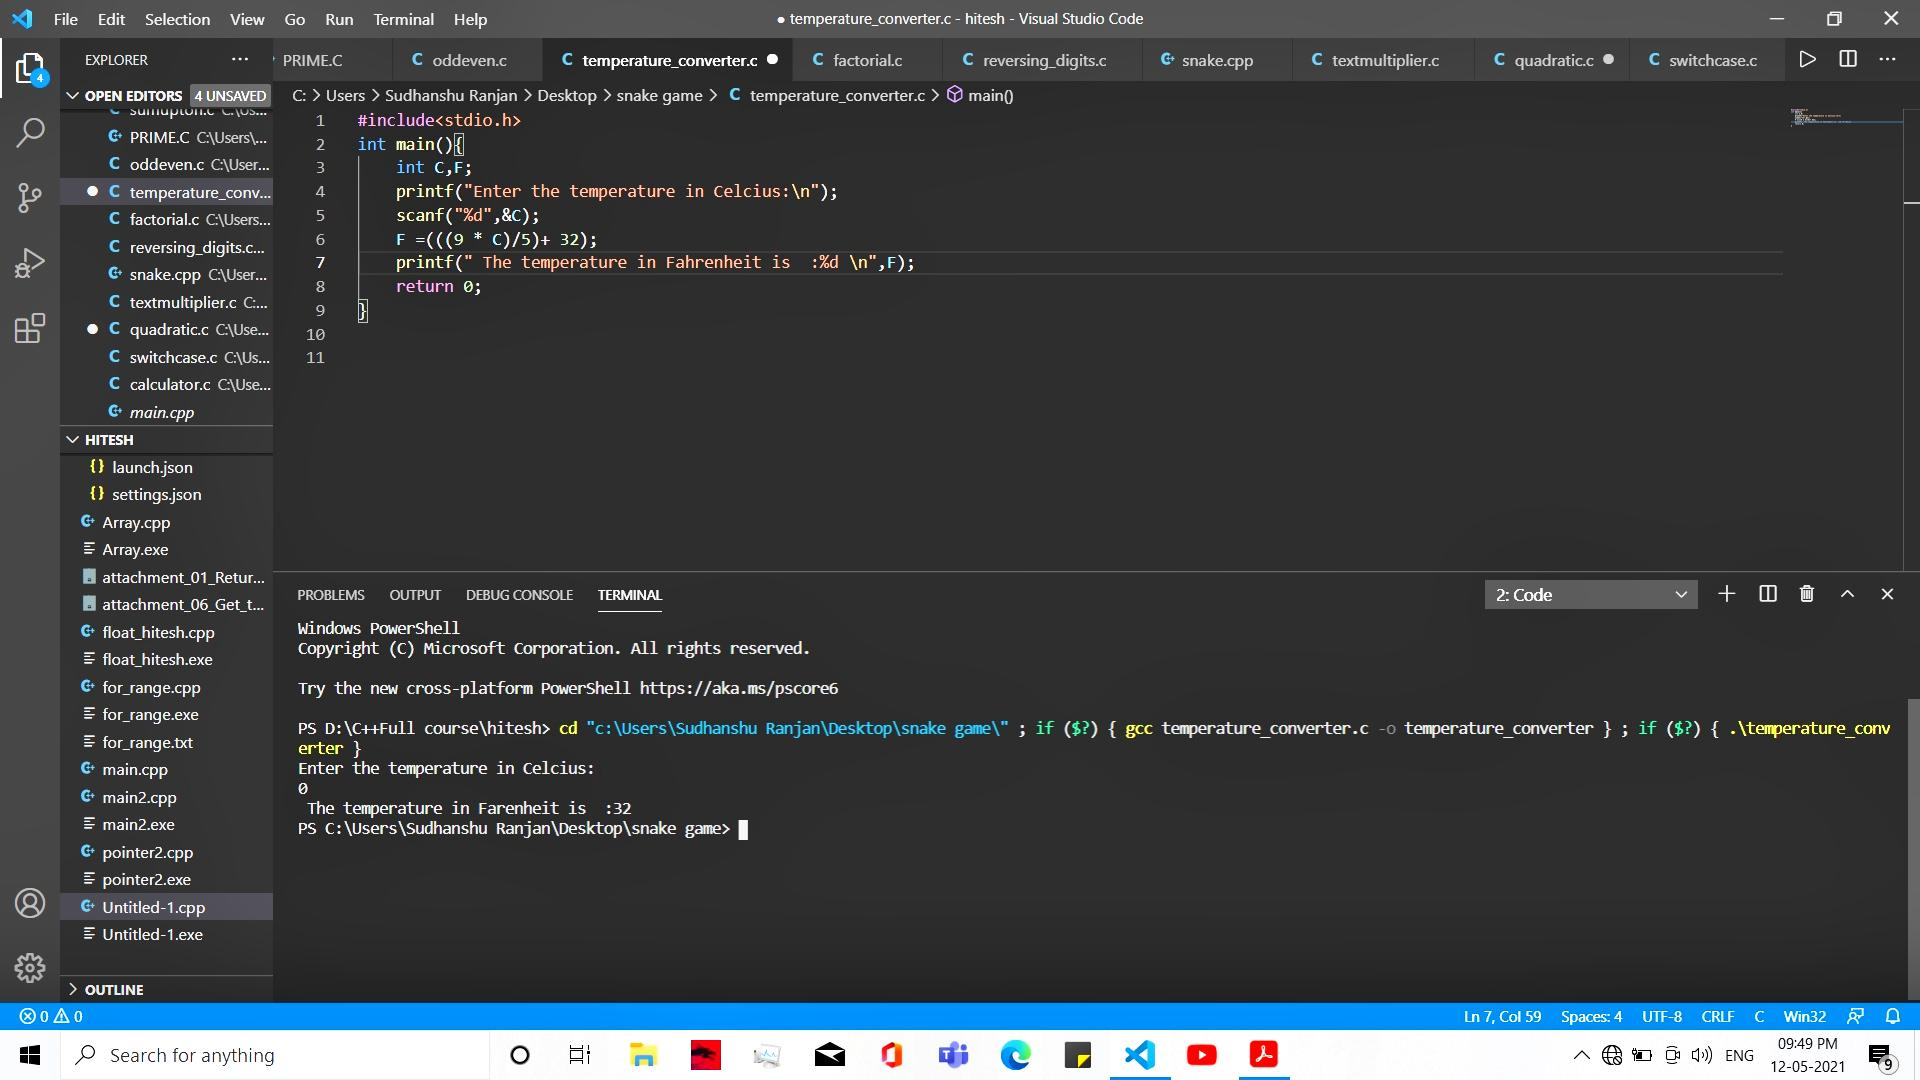 File Edit Selection View Go Run Terminal Help
● temperature_converter.c - hitesh - Visual Studio Code
EXPLORER ...
PRIME.C
oddeven.c
temperature_converter.c ●
factorial.c
reversing_digits.c
snake.cpp
textmultiplier.c
quadratic.c ●
switchcase.c
4
OPEN EDITORS 4 UNSAVED
sumupton.c C:\Us...
PRIME.C C:\Users\...
oddeven.c C:\User...
temperature_conv...
factorial.c C:\Users...
reversing_digits.c...
snake.cpp C:\User...
textmultiplier.c C:...
quadratic.c C:\Use...
switchcase.c C:\Us...
calculator.c C:\Use...
main.cpp
HITESH
launch.json
settings.json
Array.cpp
Array.exe
attachment_01_Retur...
attachment_06_Get_t...
float_hitesh.cpp
float_hitesh.exe
for_range.cpp
for_range.exe
for_range.txt
main.cpp
main2.cpp
main2.exe
pointer2.cpp
pointer2.exe
Untitled-1.cpp
Untitled-1.exe
OUTLINE
C: > Users > Sudhanshu Ranjan > Desktop > snake game > C temperature_converter.c > main()
1 #include<stdio.h>
2 int main(){
3 int C,F;
4 printf("Enter the temperature in Celcius:\n");
5 scanf("%d",&C);
6 F =(((9 * C)/5)+ 32);
7 printf(" The temperature in Fahrenheit is  :%d \n",F);
8 return 0;
9 }
10
11
PROBLEMS OUTPUT DEBUG CONSOLE TERMINAL
2: Code
Windows PowerShell
Copyright (C) Microsoft Corporation. All rights reserved.
Try the new cross-platform PowerShell https://aka.ms/pscore6
PS D:\C++Full course\hitesh> cd "c:\Users\Sudhanshu Ranjan\Desktop\snake game\" ; if ($?) { gcc temperature_converter.c -o temperature_converter } ; if ($?) { .\temperature_conv
erter }
Enter the temperature in Celcius:
0
The temperature in Farenheit is  :32
PS C:\Users\Sudhanshu Ranjan\Desktop\snake game>
0 0
Ln 7, Col 59 Spaces: 4 UTF-8 CRLF C Win32
Search for anything
ENG
09:49 PM
12-05-2021
9